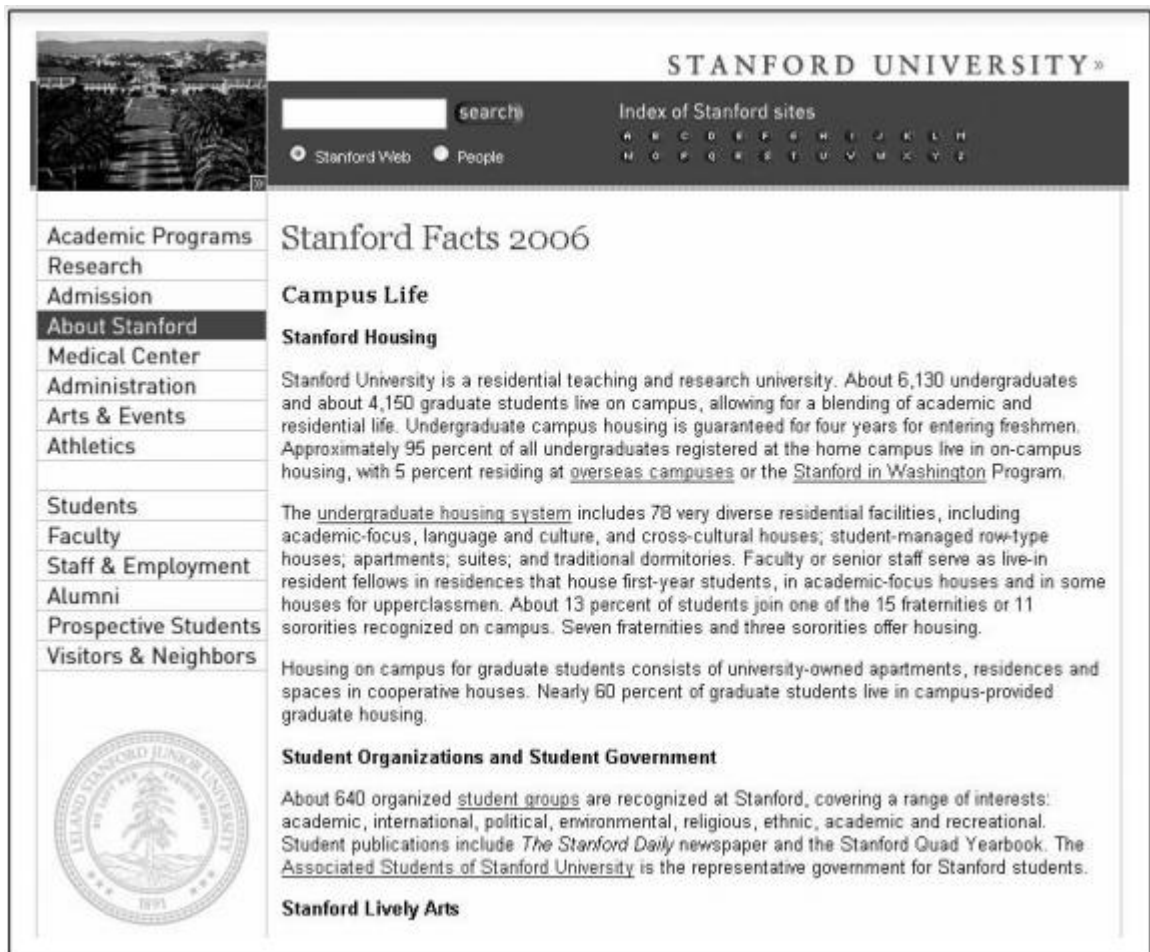 STANFORD UNIVERSITY»
search
Index of Stanford sites
A B C D E F G H I J K L M
N O P Q R S T U V W X Y Z
Stanford Web People
Academic Programs
Research
Admission
About Stanford
Medical Center
Administration
Arts & Events
Athletics
Students
Faculty
Staff & Employment
Alumni
Prospective Students
Visitors & Neighbors
LELAND STANFORD JUNIOR UNIVERSITY
1891
Stanford Facts 2006
Campus Life
Stanford Housing
Stanford University is a residential teaching and research university. About 6,130 undergraduates
and about 4,150 graduate students live on campus, allowing for a blending of academic and
residential life. Undergraduate campus housing is guaranteed for four years for entering freshmen.
Approximately 95 percent of all undergraduates registered at the home campus live in on-campus
housing, with 5 percent residing at overseas campuses or the Stanford in Washington Program.
The undergraduate housing system includes 78 very diverse residential facilities, including
academic-focus, language and culture, and cross-cultural houses; student-managed row-type
houses; apartments; suites; and traditional dormitories. Faculty or senior staff serve as live-in
resident fellows in residences that house first-year students, in academic-focus houses and in some
houses for upperclassmen. About 13 percent of students join one of the 15 fraternities or 11
sororities recognized on campus. Seven fraternities and three sororities offer housing.
Housing on campus for graduate students consists of university-owned apartments, residences and
spaces in cooperative houses. Nearly 60 percent of graduate students live in campus-provided
graduate housing.
Student Organizations and Student Government
About 640 organized student groups are recognized at Stanford, covering a range of interests:
academic, international, political, environmental, religious, ethnic, academic and recreational.
Student publications include The Stanford Daily newspaper and the Stanford Quad Yearbook. The
Associated Students of Stanford University is the representative government for Stanford students.
Stanford Lively Arts